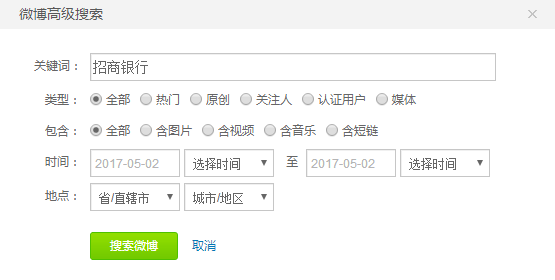 微博高级搜索
关键词： 招商银行
类型： 全部 热门 原创 关注人 认证用户 媒体
包含： 全部 含图片 含视频 含音乐 含短链
时间： 2017-05-02 选择时间 至 2017-05-02 选择时间
地点： 省/直辖市 城市/地区
搜索微博 取消